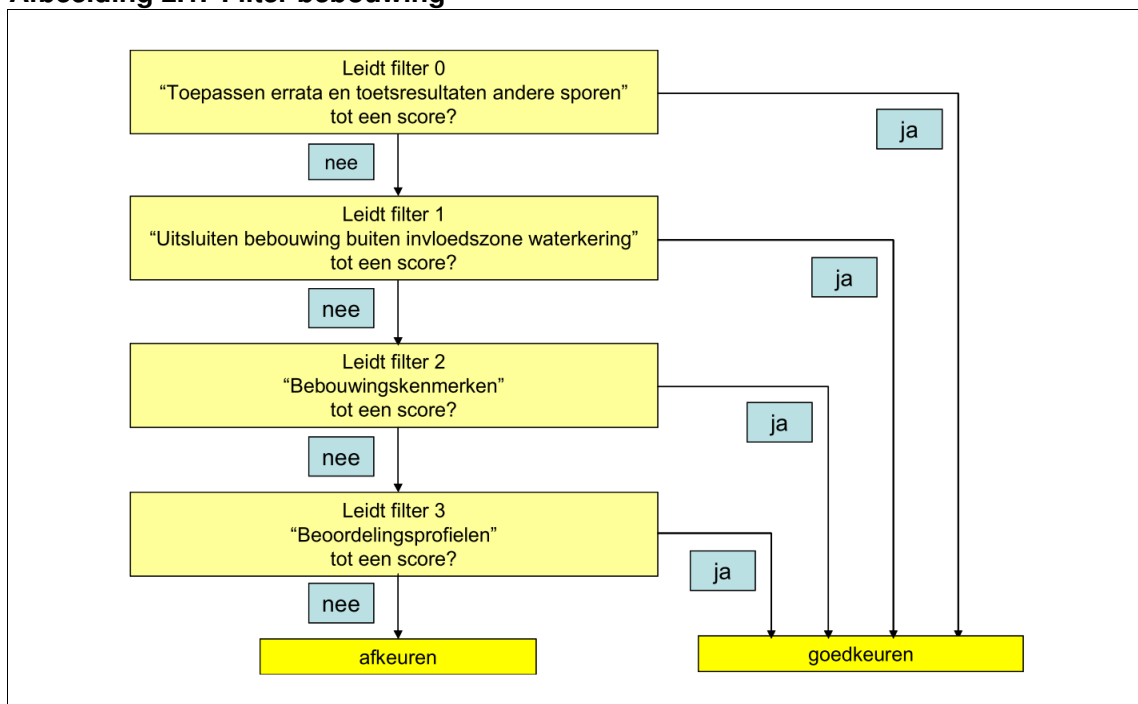 Afbeelding 2.1. Filter bebouwing
Leidt filter 0
“Toepassen errata en toetsresultaten andere sporen”
tot een score?
ja
nee
Leidt filter 1
“Uitsluiten bebouwing buiten invloedszone waterkering”
tot een score?
ja
nee
Leidt filter 2
“Bebouwingskenmerken”
tot een score?
ja
nee
Leidt filter 3
“Beoordelingsprofielen”
tot een score?
ja
nee
afkeuren
goedkeuren